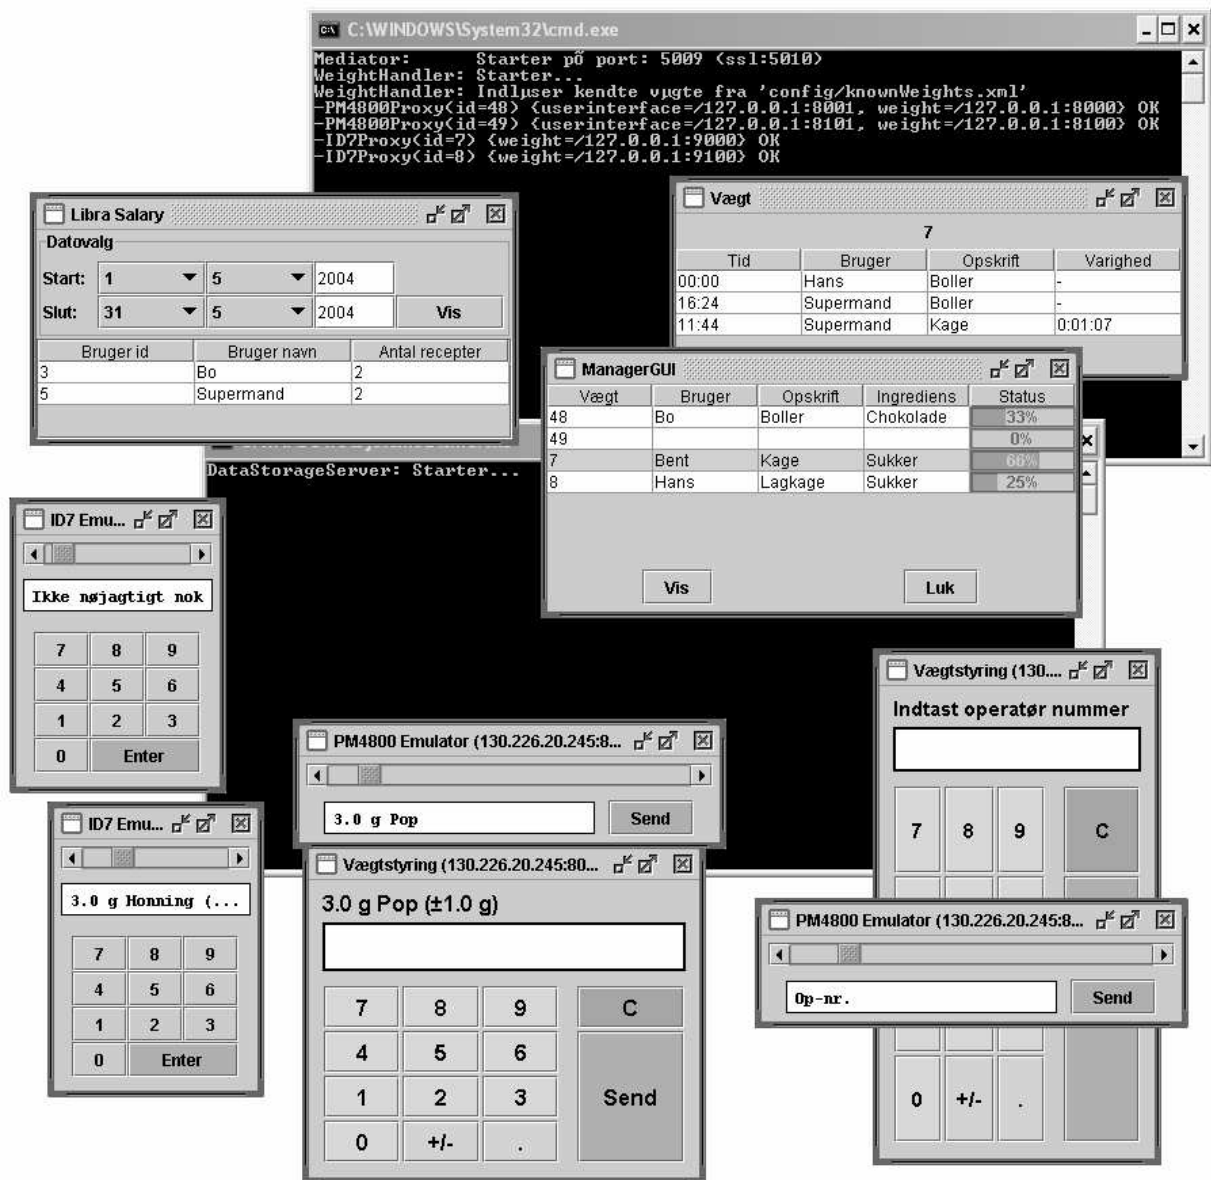 C:\WINDOWS\System32\cmd.exe
Mediator: Starter põ port: 5009 (ssl:5010)
WeightHandler: Starter...
WeightHandler: Indlµser kendte vµgte fra 'config/knownWeights.xml'
-PM4800Proxy(id=48) {userinterface=/127.0.0.1:8001, weight=/127.0.0.1:8000} OK
-PM4800Proxy(id=49) {userinterface=/127.0.0.1:8101, weight=/127.0.0.1:8100} OK
-ID7Proxy(id=7) {weight=/127.0.0.1:9000} OK
-ID7Proxy(id=8) {weight=/127.0.0.1:9100} OK
Libra Salary
Datovalg
Start: 1 5 2004
Slut: 31 5 2004 Vis
Bruger id Bruger navn Antal recepter
3 Bo 2
5 Supermand 2
Vægt
7
Tid Bruger Opskrift Varighed
00:00 Hans Boller -
16:24 Supermand Boller -
11:44 Supermand Kage 0:01:07
ManagerGUI
Vægt Bruger Opskrift Ingrediens Status
48 Bo Boller Chokolade 33%
49 0%
7 Bent Kage Sukker 66%
8 Hans Lagkage Sukker 25%
Vis Luk
DataStorageServer: Starter...
ID7 Emu...
Ikke nøjagtigt nok
7 8 9
4 5 6
1 2 3
0 Enter
ID7 Emu...
3.0 g Honning (...
7 8 9
4 5 6
1 2 3
0 Enter
PM4800 Emulator (130.226.20.245:8...
3.0 g Pop Send
Vægtstyring (130.226.20.245:80...
3.0 g Pop (±1.0 g)
7 8 9 C
4 5 6
1 2 3 Send
0 +/- .
Vægtstyring (130....
Indtast operatør nummer
7 8 9 C
PM4800 Emulator (130.226.20.245:8...
Op-nr. Send
0 +/- .